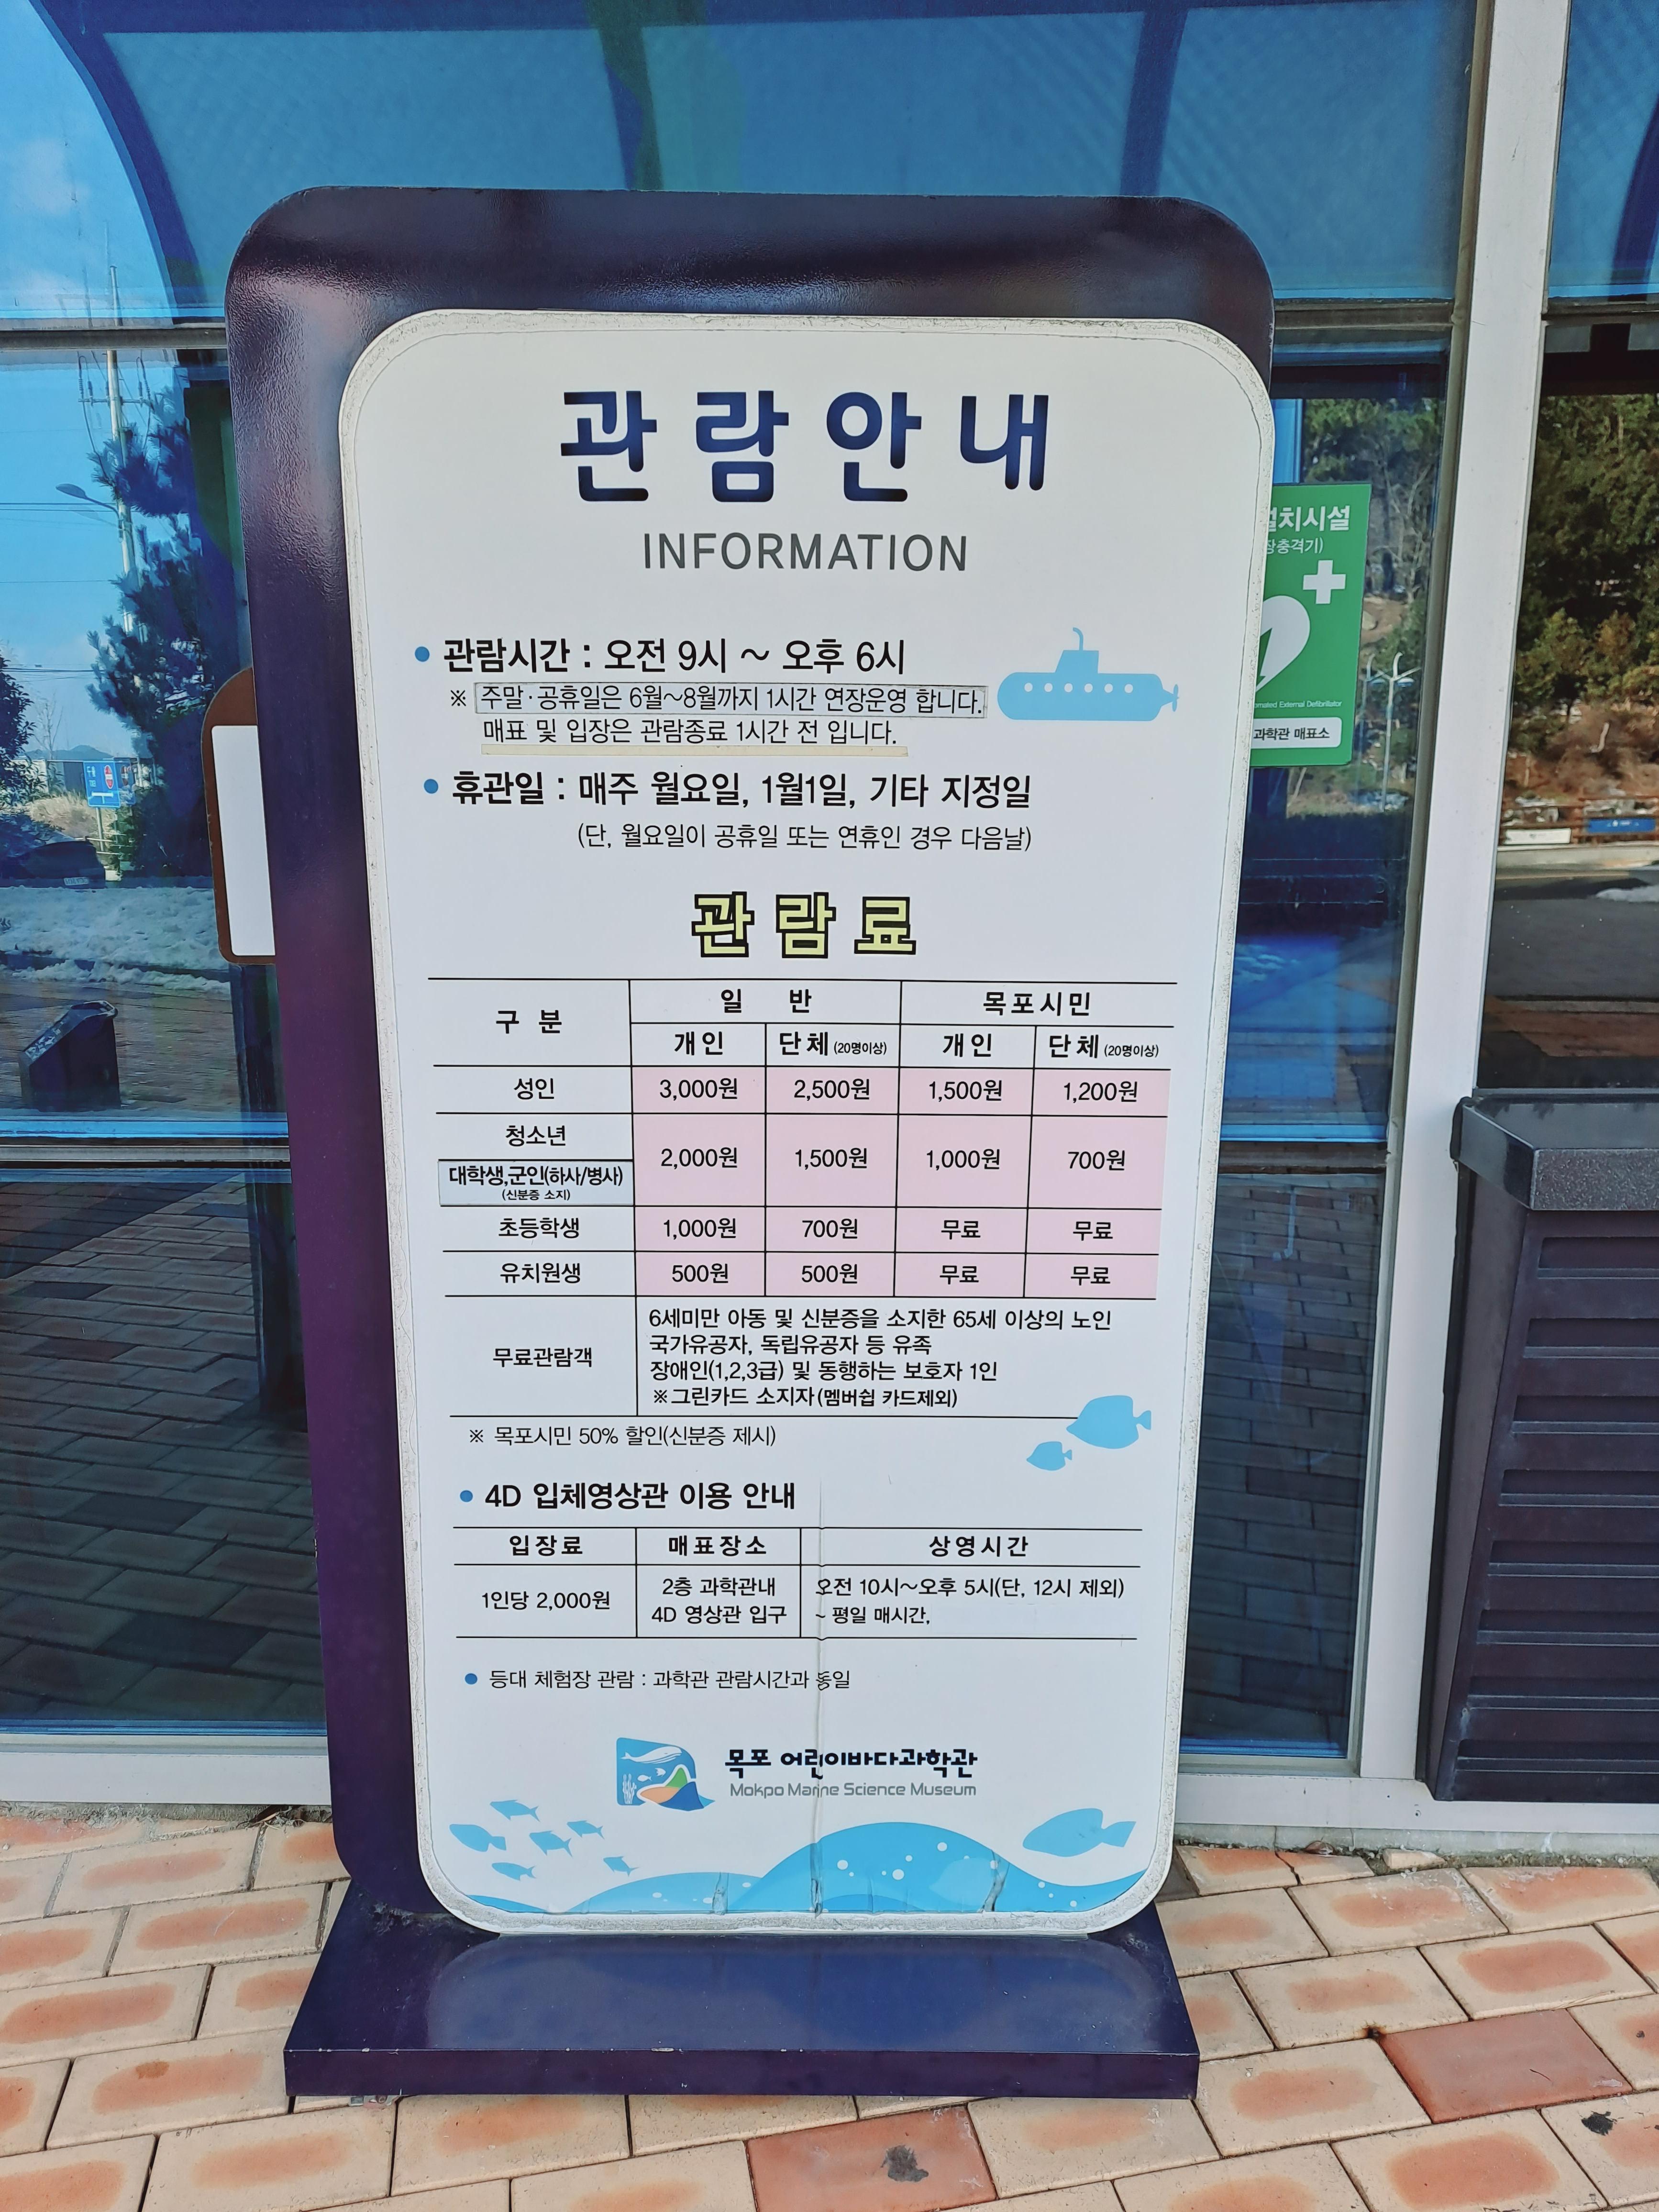 관람안내
INFORMATION
• 관람시간 : 오전 9시 ~ 오후 6시
※ 주말·공휴일은 6월~8월까지 1시간 연장운영 합니다.
매표 및 입장은 관람종료 1시간 전 입니다.
• 휴관일 : 매주 월요일, 1월1일, 기타 지정일
(단, 월요일이 공휴일 또는 연휴인 경우 다음날)
관람료
구 분 일 반 목포시민
개인 단체 (20명이상) 개인 단체 (20명이상)
성인 3,000원 2,500원 1,500원 1,200원
청소년
대학생,군인(하사/병사)
(신분증 소지)
2,000원 1,500원 1,000원 700원
초등학생 1,000원 700원 무료 무료
유치원생 500원 500원 무료 무료
무료관람객
6세미만 아동 및 신분증을 소지한 65세 이상의 노인
국가유공자, 독립유공자 등 유족
장애인(1,2,3급) 및 동행하는 보호자 1인
※그린카드 소지자(멤버쉽 카드제외)
※ 목포시민 50% 할인(신분증 제시)
• 4D 입체영상관 이용 안내
입장료 매표장소 상영시간
1인당 2,000원
2층 과학관내
4D 영상관 입구
오전 10시~오후 5시(단, 12시 제외)
~ 평일 매시간,
• 등대 체험장 관람 : 과학관 관람시간과 동일
목포 어린이바다과학관
Mokpo Marine Science Museum
설치시설
장충격기)
Automated External Defibrillator
과학관 매표소